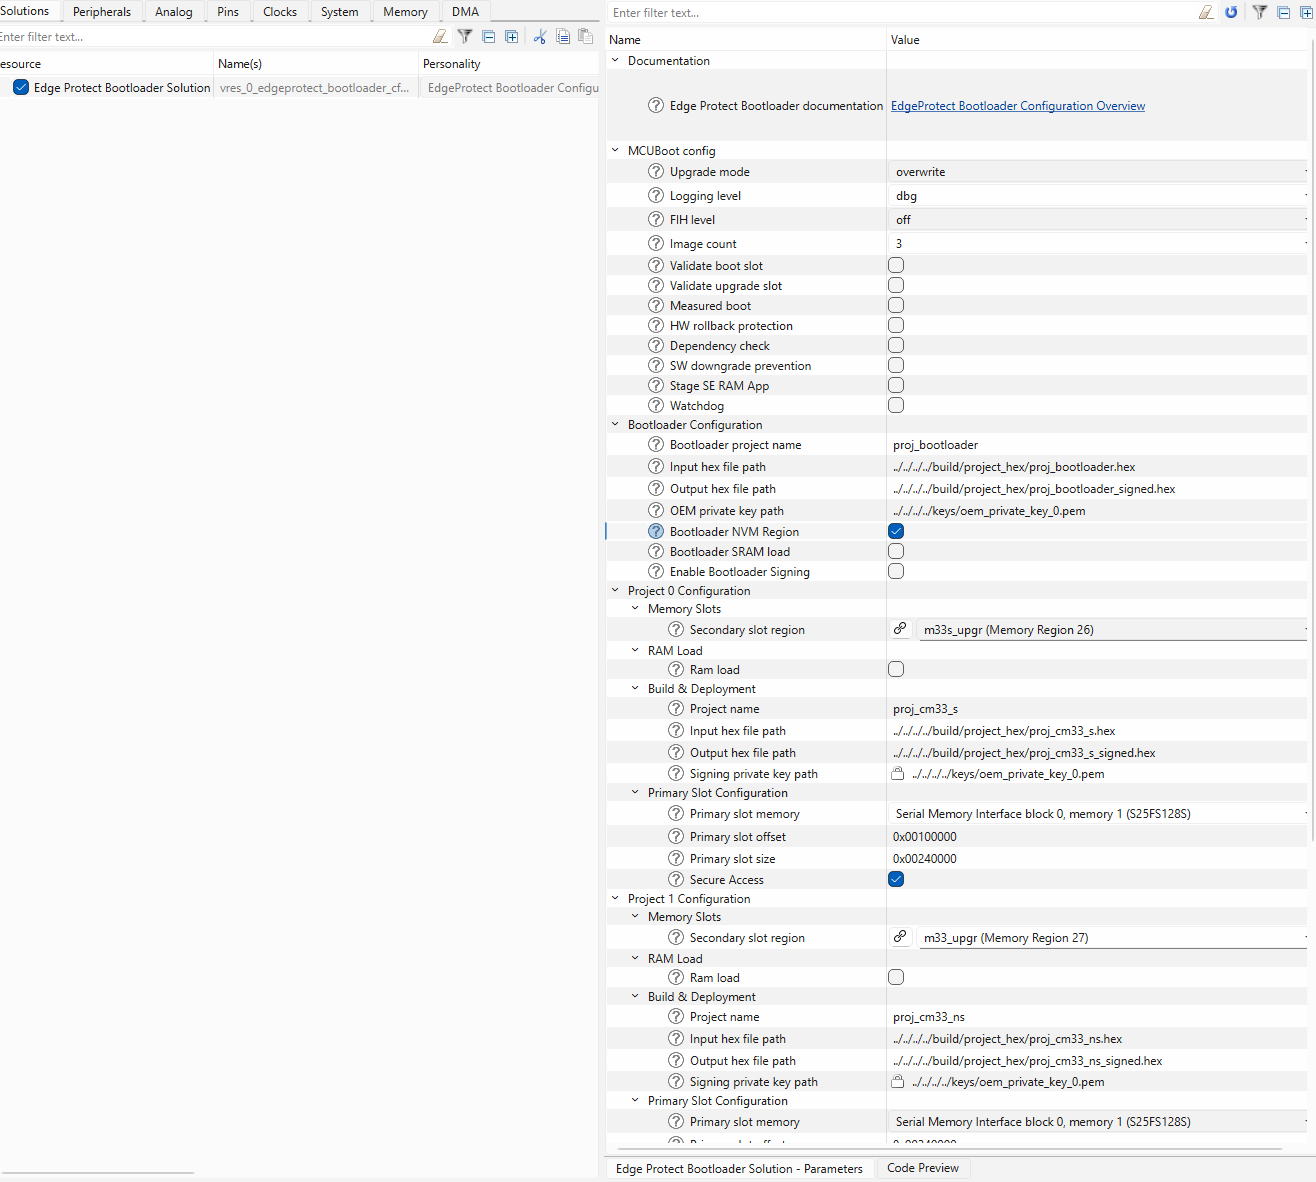 Solutions Peripherals Analog Pins Clocks System Memory DMA
Enter filter text...
esource Name(s) Personality
Edge Protect Bootloader Solution vres_0_edgeprotect_bootloader_cf... EdgeProtect Bootloader Configu
Enter filter text...
Name Value
Documentation
Edge Protect Bootloader documentation EdgeProtect Bootloader Configuration Overview
MCUBoot config
Upgrade mode overwrite
Logging level dbg
FIH level off
Image count 3
Validate boot slot
Validate upgrade slot
Measured boot
HW rollback protection
Dependency check
SW downgrade prevention
Stage SE RAM App
Watchdog
Bootloader Configuration
Bootloader project name proj_bootloader
Input hex file path ../../../../build/project_hex/proj_bootloader.hex
Output hex file path ../../../../build/project_hex/proj_bootloader_signed.hex
OEM private key path ../../../../keys/oem_private_key_0.pem
Bootloader NVM Region
Bootloader SRAM load
Enable Bootloader Signing
Project 0 Configuration
Memory Slots
Secondary slot region m33s_upgr (Memory Region 26)
RAM Load
Ram load
Build & Deployment
Project name proj_cm33_s
Input hex file path ../../../../build/project_hex/proj_cm33_s.hex
Output hex file path ../../../../build/project_hex/proj_cm33_s_signed.hex
Signing private key path ../../../../keys/oem_private_key_0.pem
Primary Slot Configuration
Primary slot memory Serial Memory Interface block 0, memory 1 (S25FS128S)
Primary slot offset 0x00100000
Primary slot size 0x00240000
Secure Access
Project 1 Configuration
Memory Slots
Secondary slot region m33_upgr (Memory Region 27)
RAM Load
Ram load
Build & Deployment
Project name proj_cm33_ns
Input hex file path ../../../../build/project_hex/proj_cm33_ns.hex
Output hex file path ../../../../build/project_hex/proj_cm33_ns_signed.hex
Signing private key path ../../../../keys/oem_private_key_0.pem
Primary Slot Configuration
Primary slot memory Serial Memory Interface block 0, memory 1 (S25FS128S)
Edge Protect Bootloader Solution - Parameters Code Preview